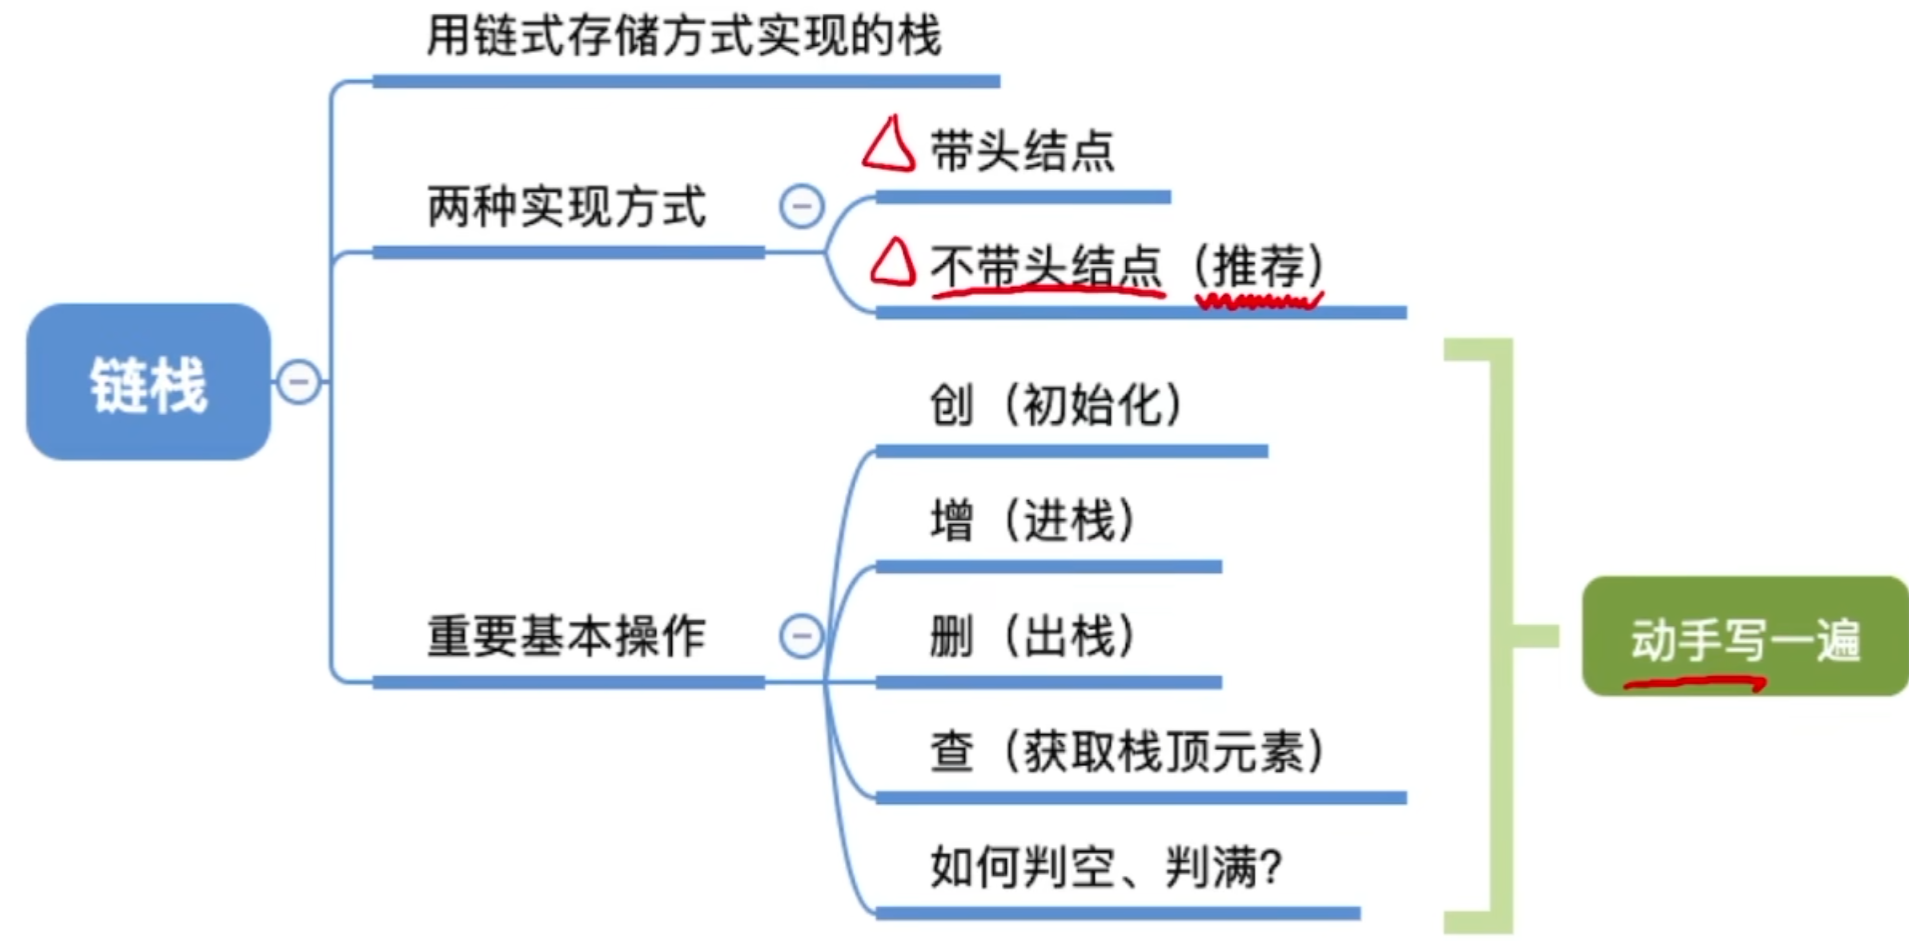 用链式存储方式实现的栈
带头结点
两种实现方式
不带头结点（推荐）
链栈
创（初始化）
增（进栈）
重要基本操作
删（出栈）
动手写一遍
查（获取栈顶元素）
如何判空、判满？